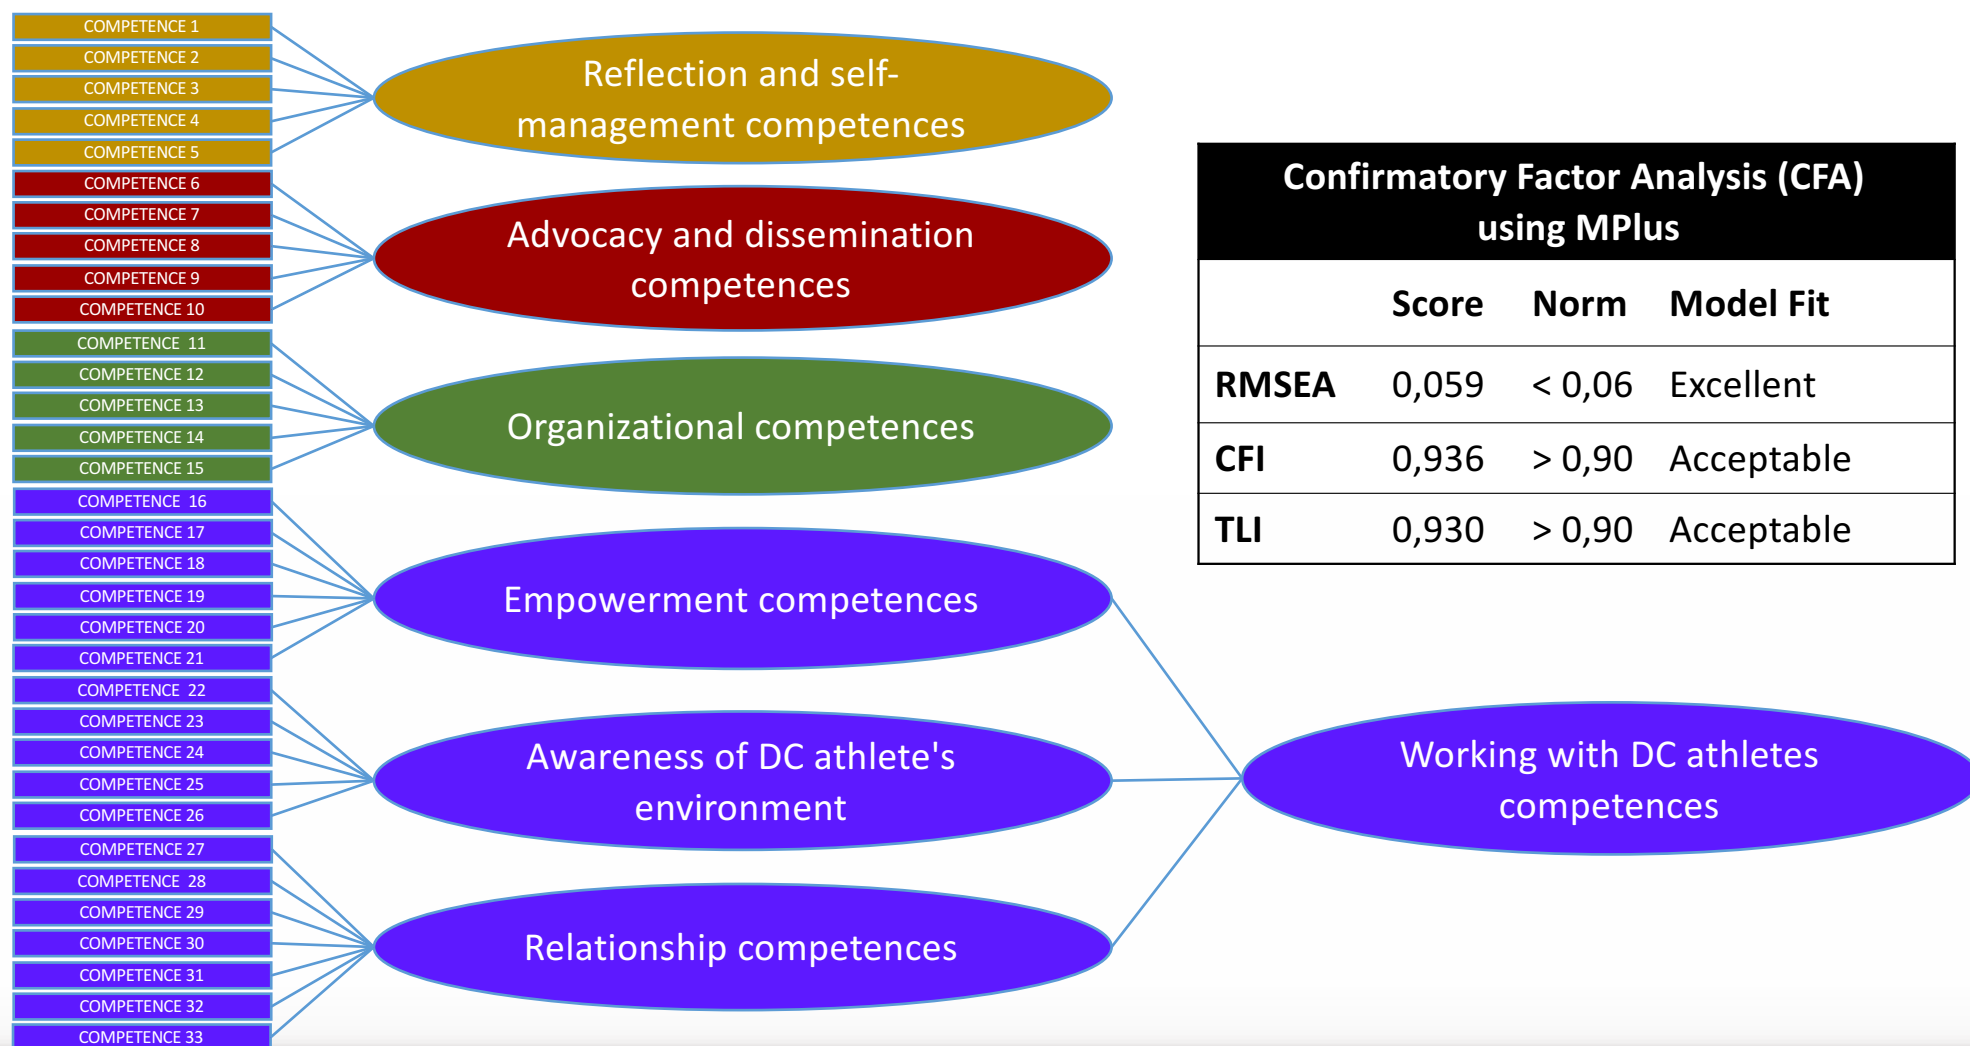 COMPETENCE 1
COMPETENCE 2
COMPETENCE 3
COMPETENCE 4
COMPETENCE 5
COMPETENCE 6
COMPETENCE 7
COMPETENCE 8
COMPETENCE 9
COMPETENCE 10
COMPETENCE 11
COMPETENCE 12
COMPETENCE 13
COMPETENCE 14
COMPETENCE 15
COMPETENCE 16
COMPETENCE 17
COMPETENCE 18
COMPETENCE 19
COMPETENCE 20
COMPETENCE 21
COMPETENCE 22
COMPETENCE 23
COMPETENCE 24
COMPETENCE 25
COMPETENCE 26
COMPETENCE 27
COMPETENCE 28
COMPETENCE 29
COMPETENCE 30
COMPETENCE 31
COMPETENCE 32
COMPETENCE 33
Reflection and self-
management competences
Advocacy and dissemination
competences
Organizational competences
Empowerment competences
Awareness of DC athlete's
environment
Relationship competences
Working with DC athletes
competences
Confirmatory Factor Analysis (CFA)
using MPlus
Score Norm Model Fit
RMSEA 0,059 < 0,06 Excellent
CFI 0,936 > 0,90 Acceptable
TLI 0,930 > 0,90 Acceptable